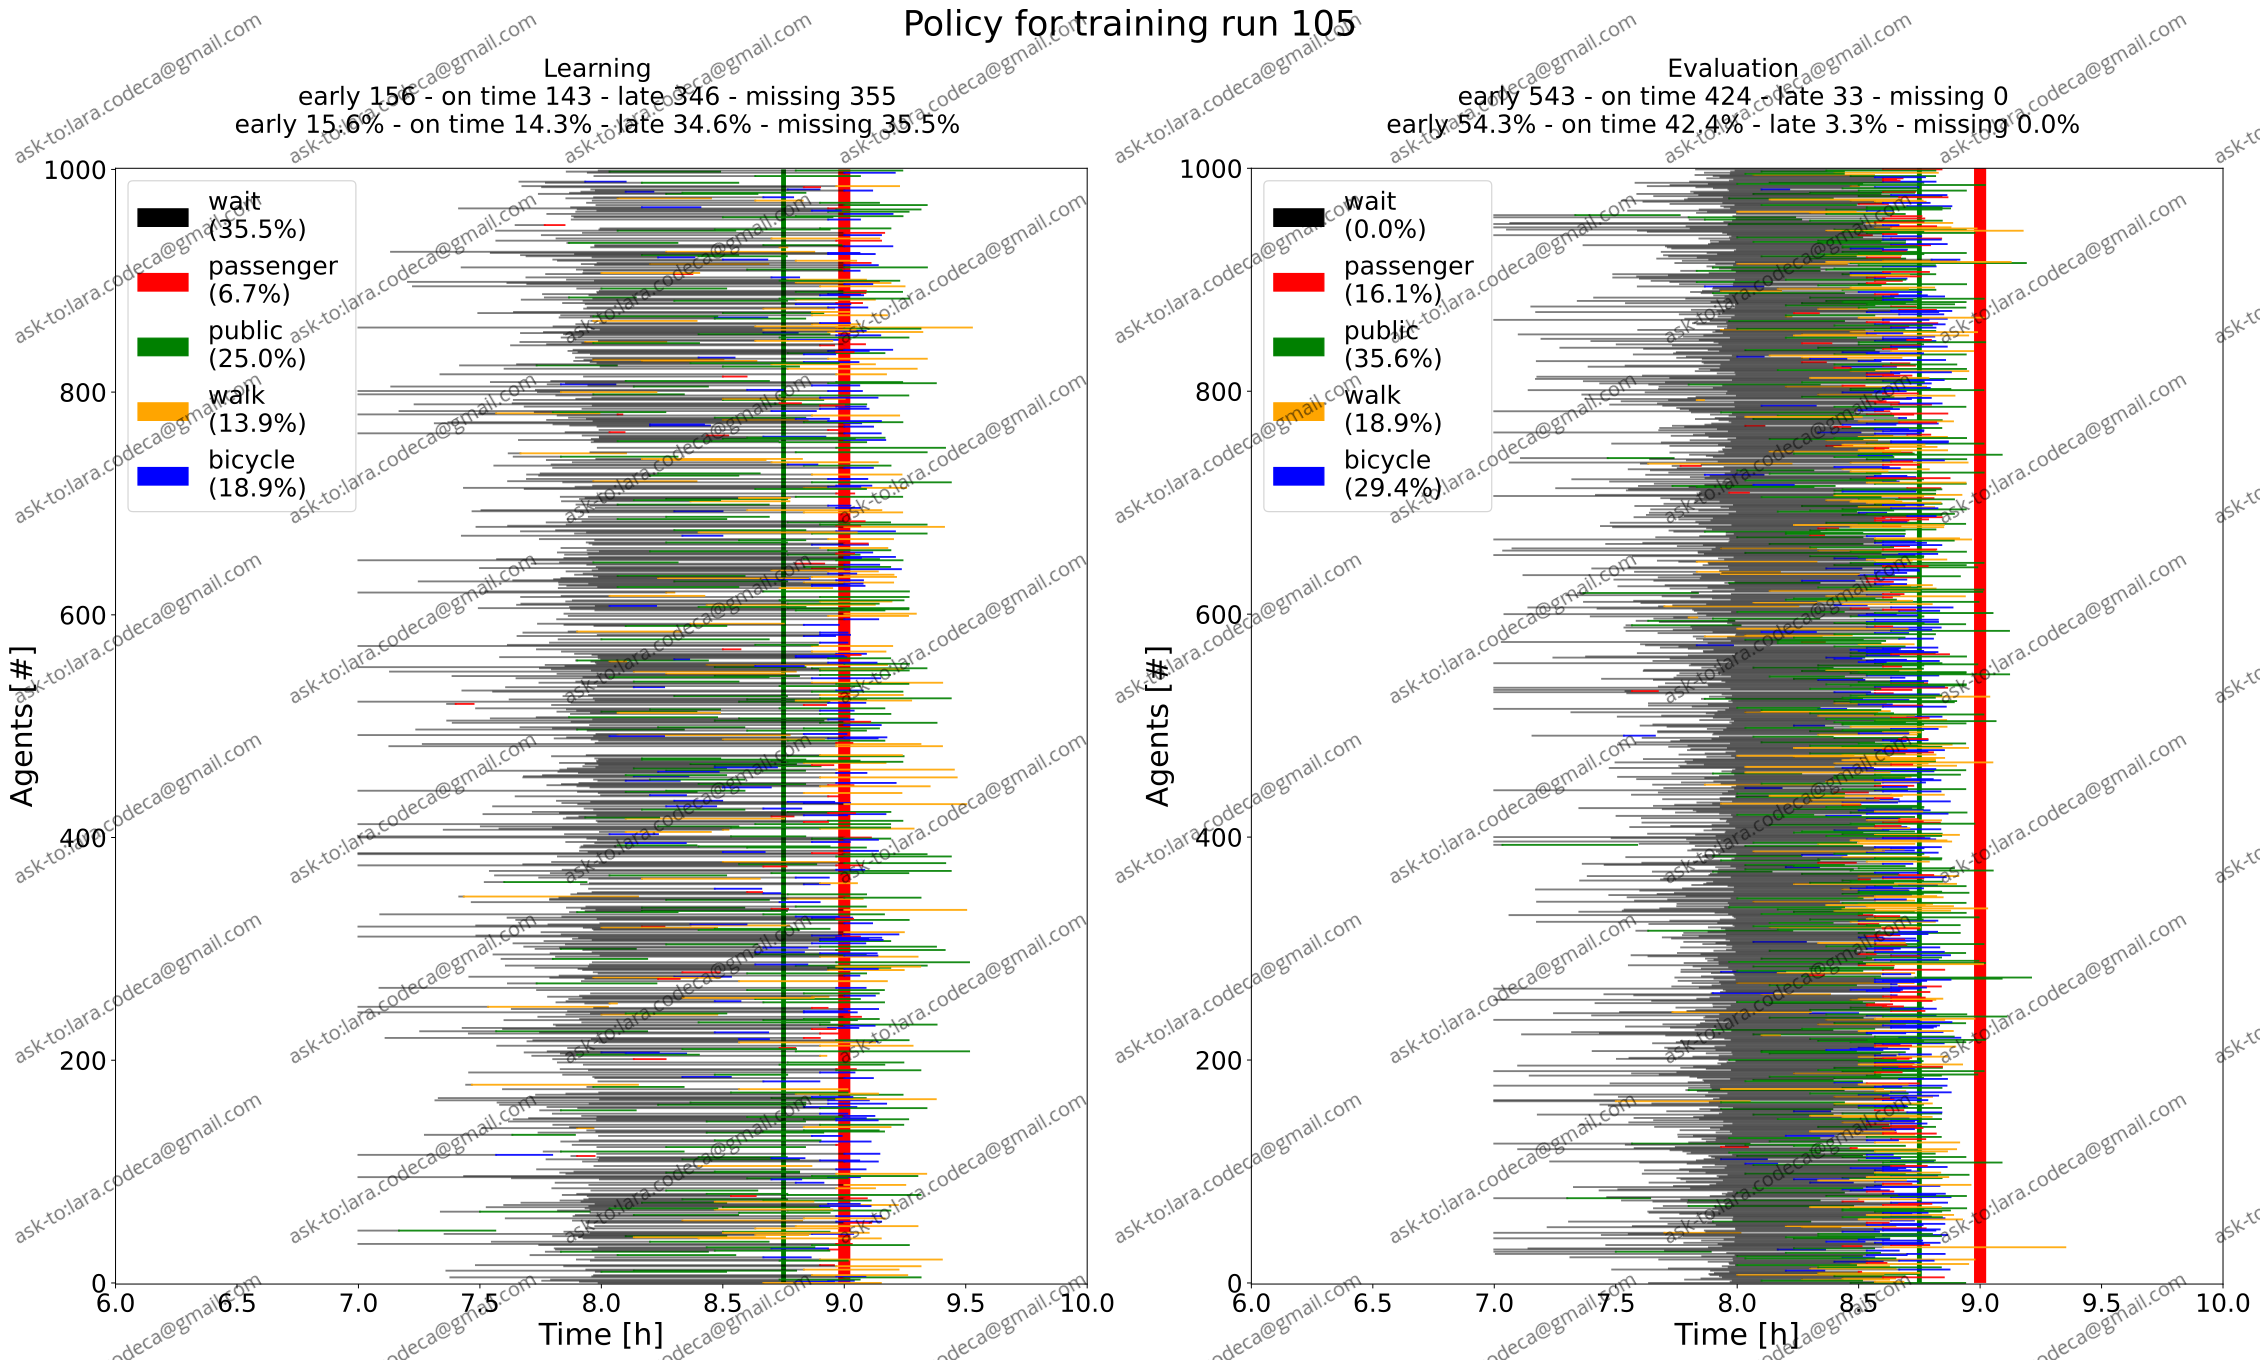 Policy for training run 105
Learning
early 156 - on time 143 - late 346 - missing 355
early 15.6% - on time 14.3% - late 34.6% - missing 35.5%
1000
800
600
400
200
0
Agents [#]
wait
(35.5%)
passenger
(6.7%)
public
(25.0%)
walk
(13.9%)
bicycle
(18.9%)
6.0 6.5 7.0 7.5 8.0 8.5 9.0 9.5 10.0
Time [h]
Evaluation
early 543 - on time 424 - late 33 - missing 0
early 54.3% - on time 42.4% - late 3.3% - missing 0.0%
1000
800
600
400
200
0
Agents [#]
wait
(0.0%)
passenger
(16.1%)
public
(35.6%)
walk
(18.9%)
bicycle
(29.4%)
6.0 6.5 7.0 7.5 8.0 8.5 9.0 9.5 10.0
Time [h]
ask-to:lara.codeca@gmail.com